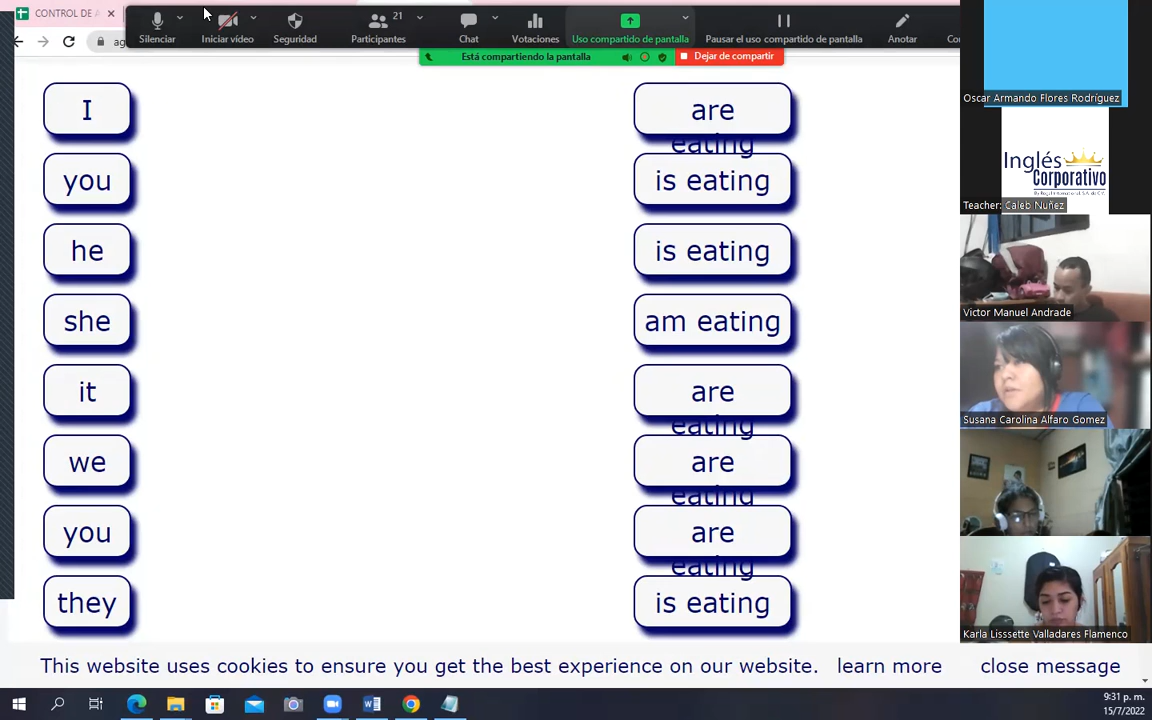 CONTROL DE A
ag
Silenciar
Iniciar vídeo
Seguridad
Participantes
21
Chat
Votaciones
Uso compartido de pantalla
Pausar el uso compartido de pantalla
Anotar
Está compartiendo la pantalla
Dejar de compartir
I
are
eating
you
is eating
he
is eating
she
am eating
it
are
eating
we
are
eating
you
are
eating
they
is eating
This website uses cookies to ensure you get the best experience on our website. learn more close message
Oscar Armando Flores Rodríguez
Inglés
Corporativo
Teacher: Caleb Nuñez
Victor Manuel Andrade
Susana Carolina Alfaro Gomez
Karla Lisssette Valladares Flamenco
9:31 p. m.
15/7/2022